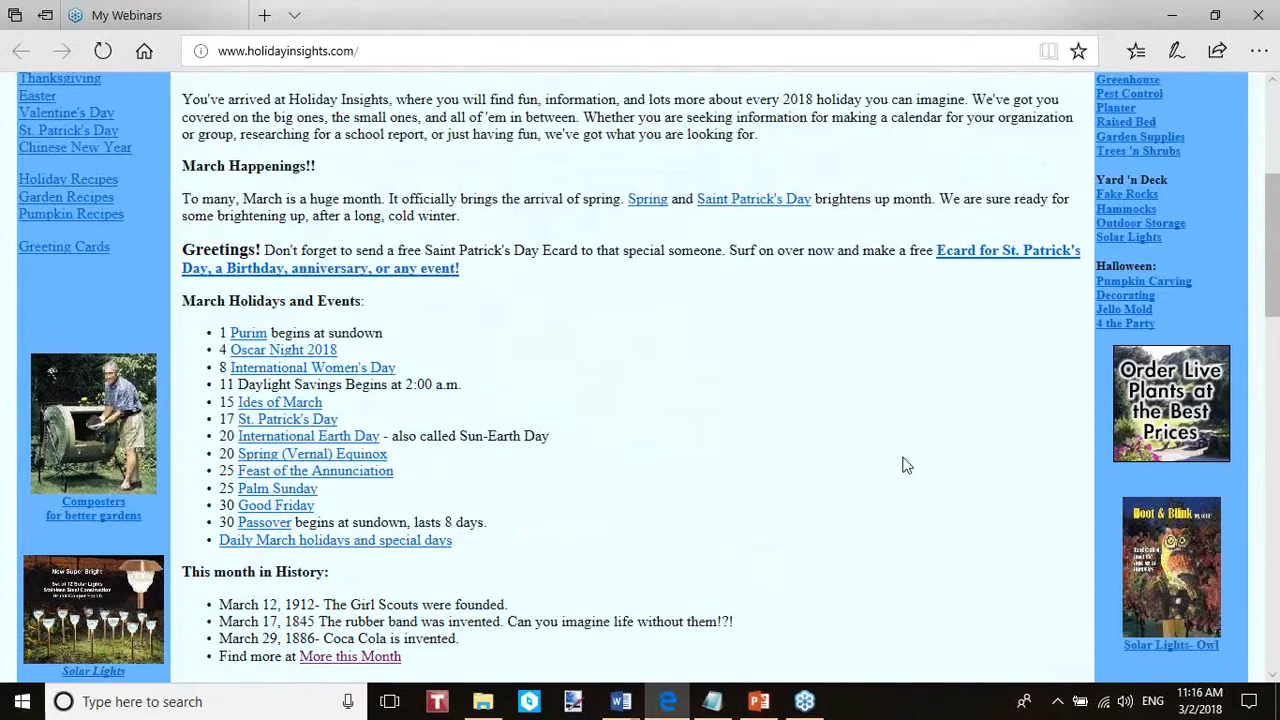 My Webinars
www.holidayinsights.com/
Thanksgiving
Easter
Valentine's Day
St. Patrick's Day
Chinese New Year
Holiday Recipes
Garden Recipes
Pumpkin Recipes
Greeting Cards
Composters
for better gardens
Now Super Bright
Solar Lights
You've arrived at Holiday Insights, where you will find fun, information, and lots more about every 2018 holiday you can imagine. We've got you
covered on the big ones, the small ones, and all of 'em in between. Whether you are seeking information for making a calendar for your organization
or group, researching for a school report, or just having fun, we've got what you are looking for.
March Happenings!!
To many, March is a huge month. It officially brings the arrival of spring. Spring and Saint Patrick's Day brightens up month. We are sure ready for
some brightening up, after a long, cold winter.
Greetings! Don't forget to send a free Saint Patrick's Day Ecard to that special someone. Surf on over now and make a free Ecard for St. Patrick's
Day, a Birthday, anniversary, or any event!
March Holidays and Events:
• 1 Purim begins at sundown
• 4 Oscar Night 2018
• 8 International Women's Day
• 11 Daylight Savings Begins at 2:00 a.m.
• 15 Ides of March
• 17 St. Patrick's Day
• 20 International Earth Day - also called Sun-Earth Day
• 20 Spring (Vernal) Equinox
• 25 Feast of the Annunciation
• 25 Palm Sunday
• 30 Good Friday
• 30 Passover begins at sundown, lasts 8 days.
• Daily March holidays and special days
This month in History:
• March 12, 1912- The Girl Scouts were founded.
• March 17, 1845 The rubber band was invented. Can you imagine life without them!?!
• March 29, 1886- Coca Cola is invented.
• Find more at More this Month
Greenhouse
Pest Control
Planter
Raised Bed
Garden Supplies
Trees 'n Shrubs
Yard 'n Deck
Fake Rocks
Hammocks
Outdoor Storage
Solar Lights
Halloween:
Pumpkin Carving
Decorating
Jello Mold
4 the Party
Order Live
Plants at
the Best
Prices
Hoot & Blink
Solar Lights- Owl
Type here to search
ENG
11:16 AM
3/2/2018